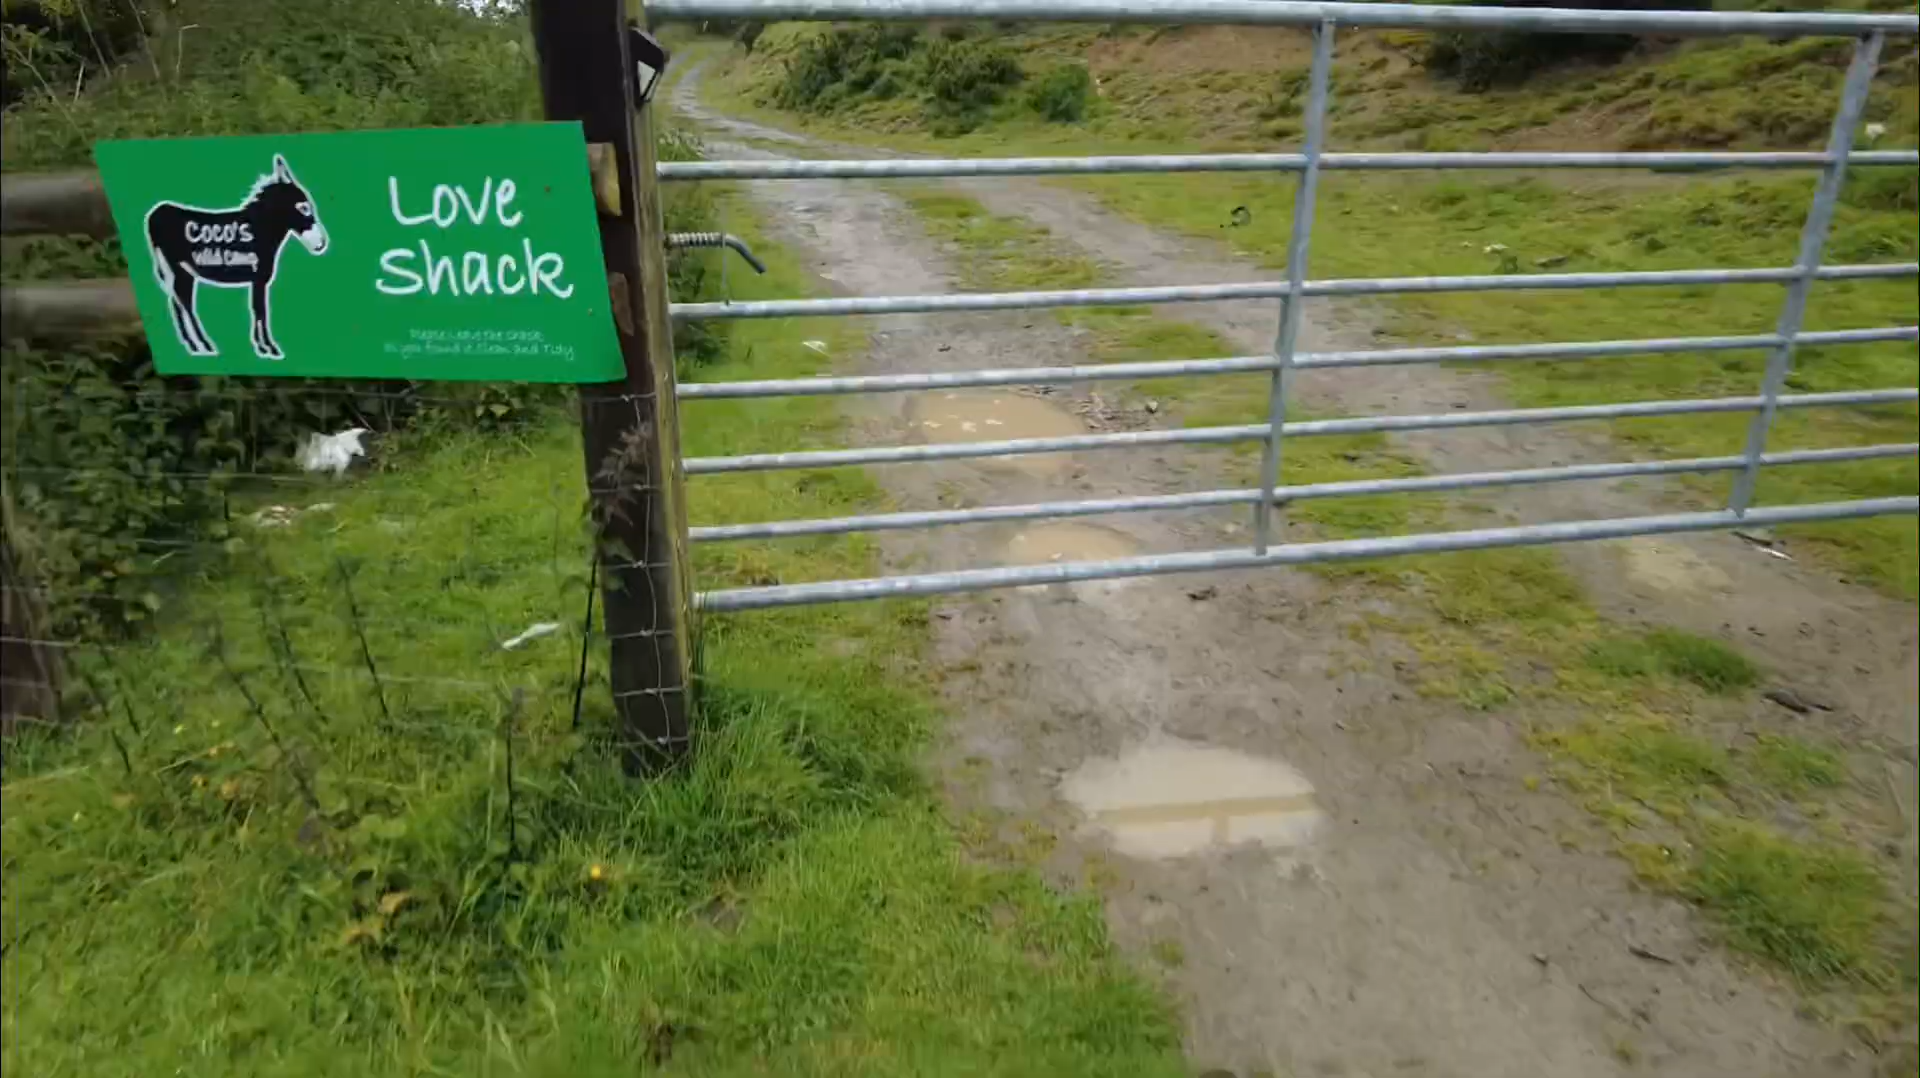 Coco's
Wild Camp
Love
Shack
Please Leave the Shack
as you found it Clean and Tidy